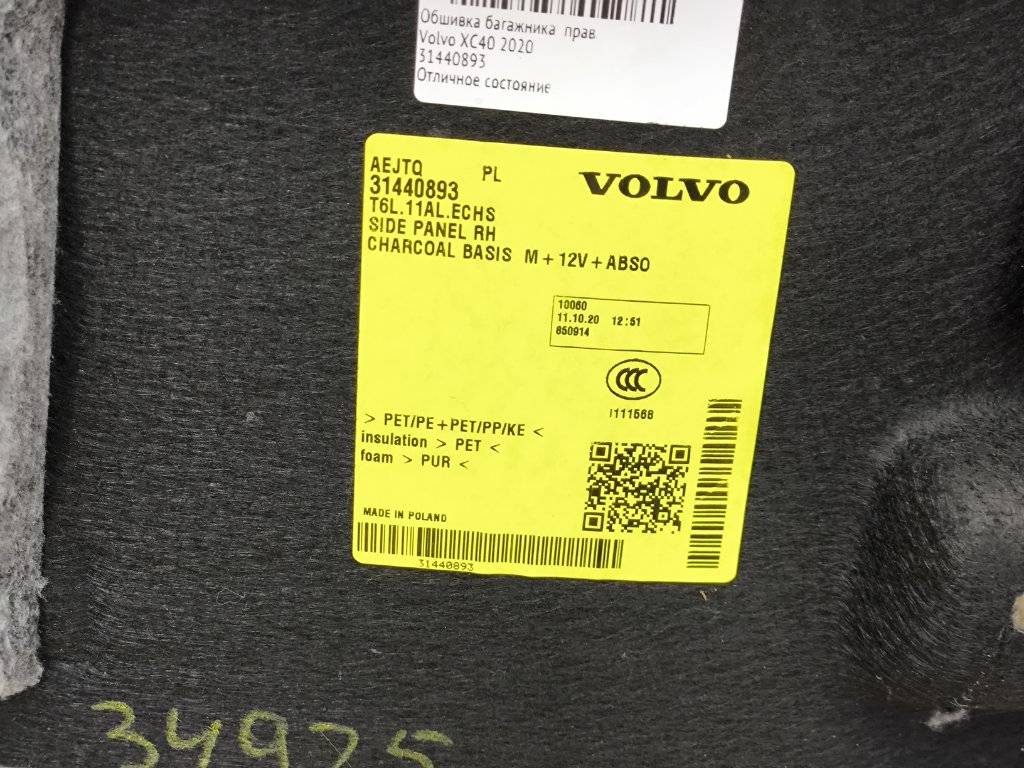 Обшивка багажника прав
Volvo XC40 2020
31440893
Отличное состояние
AEJTQ PL
VOLVO
31440893
T6L.11AL.ECHS
SIDE PANEL RH
CHARCOAL BASIS M + 12V + ABSO
10060
11.10.20 12:51
650914
CCC
I111568
> PET/PE + PET/PP/KE <
insulation > PET <
foam > PUR <
MADE IN POLAND
31440893
34975